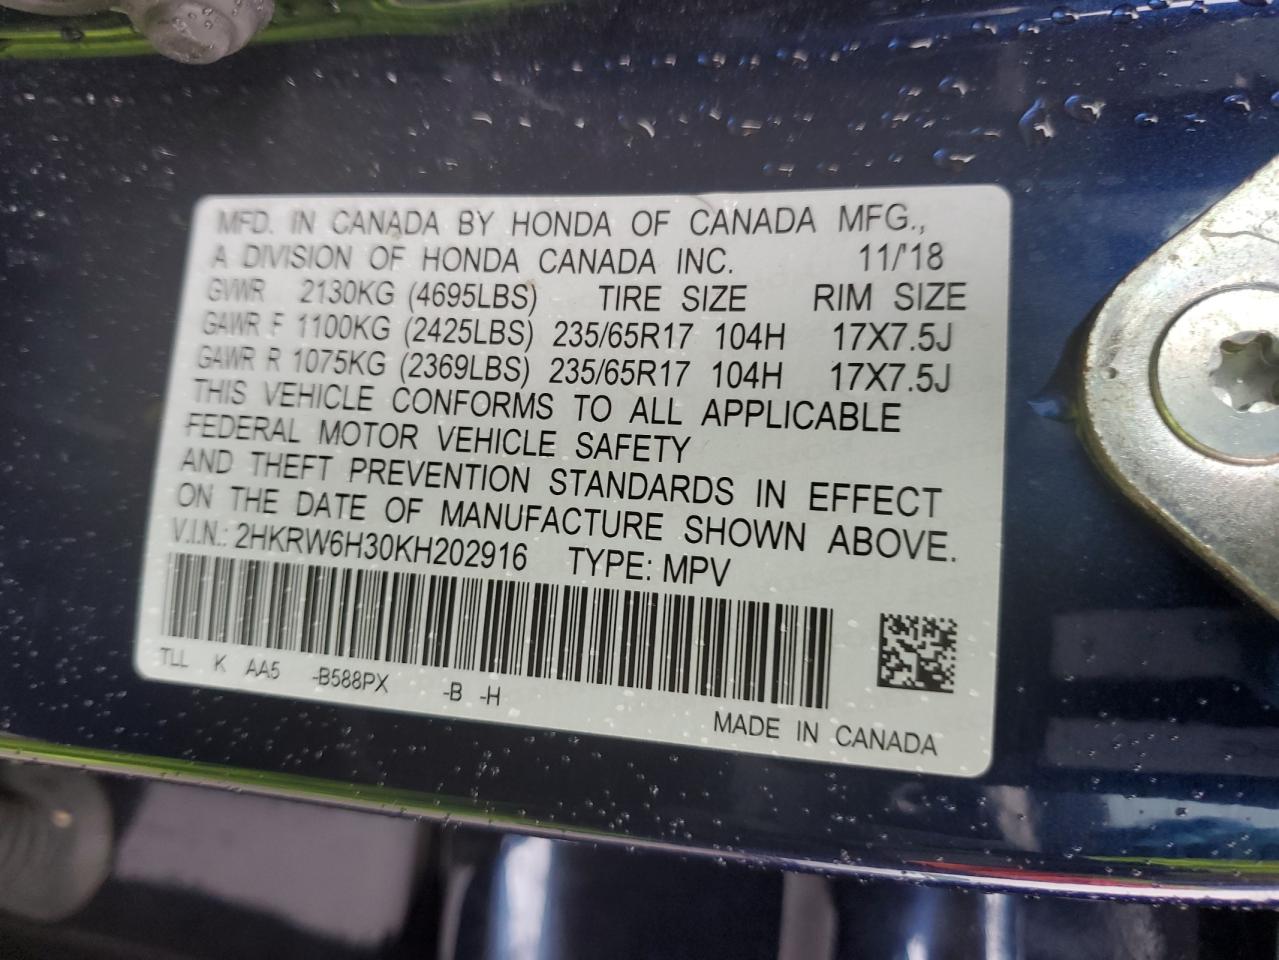 MFD. IN CANADA BY HONDA OF CANADA MFG.,
A DIVISION OF HONDA CANADA INC. 11/'18
GVWR 2130KG (4695LBS) TIRE SIZE RIM SIZE
GAWR F 1100KG (2425LBS) 235/65R17 104H 17X7.5J
GAWR R 1075KG (2369LBS) 235/65R17 104H 17X7.5J
THIS VEHICLE CONFORMS TO ALL APPLICABLE
FEDERAL MOTOR VEHICLE SAFETY
AND THEFT PREVENTION STANDARDS IN EFFECT
ON THE DATE OF MANUFACTURE SHOWN ABOVE.
V.I.N.: 2HKRW6H30KH202916 TYPE: MPV
TLL K AA5 -B588PX -B -H
MADE IN CANADA